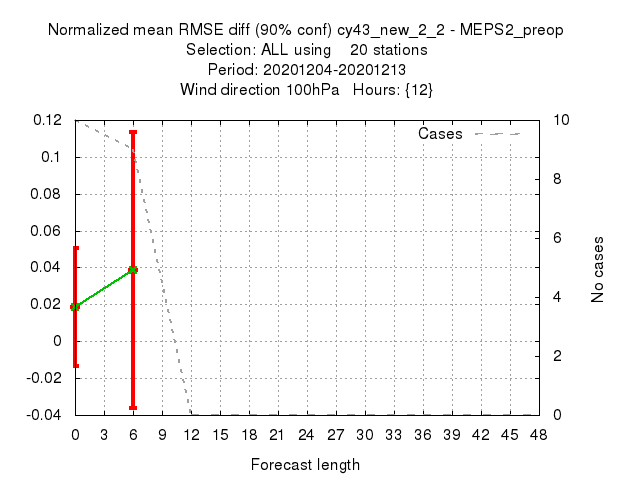 Normalized mean RMSE diff (90% conf) cy43_new_2_2 - MEPS2_preop
Selection: ALL using    20 stations
Period: 20201204-20201213
Wind direction 100hPa   Hours: {12}
Cases
0.12
0.1
0.08
0.06
0.04
0.02
0
-0.02
-0.04
10
8
6
4
2
0
No cases
0 3 6 9 12 15 18 21 24 27 30 33 36 39 42 45 48
Forecast length